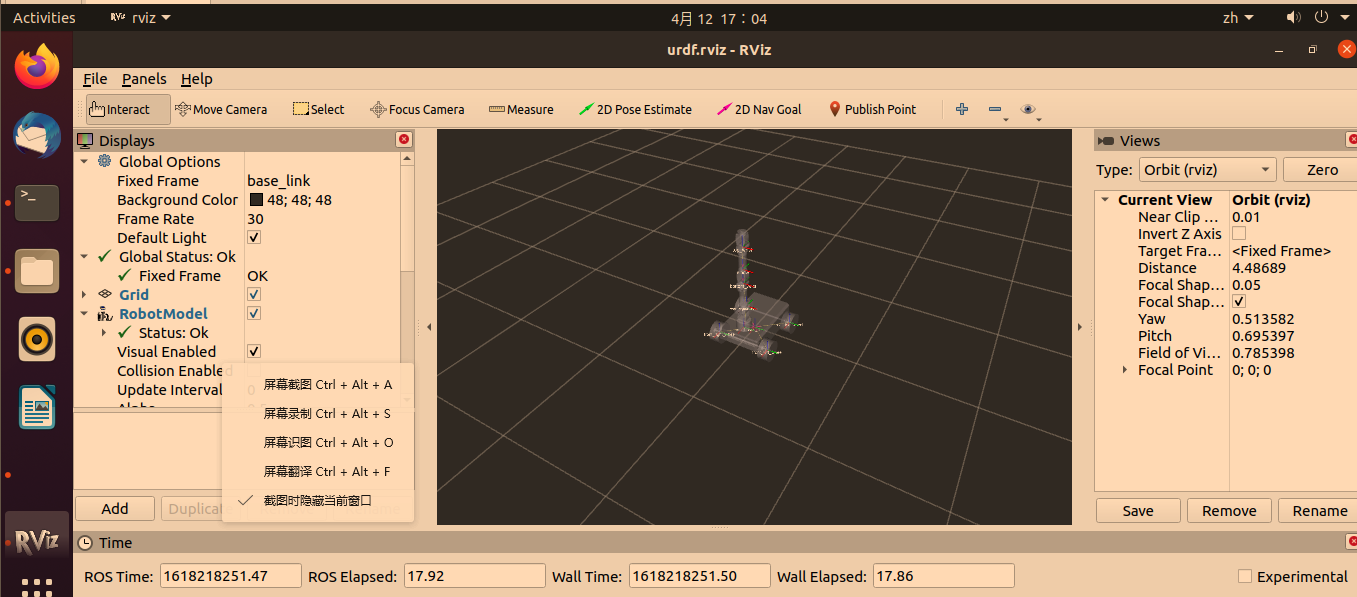 Activities
RViz rviz
4月 12 17：04
zh
urdf.rviz - RViz
File Panels Help
Interact
Move Camera
Select
Focus Camera
Measure
2D Pose Estimate
2D Nav Goal
Publish Point
Displays
Global Options
Fixed Frame base_link
Background Color 48; 48; 48
Frame Rate 30
Default Light
Global Status: Ok
Fixed Frame OK
Grid
RobotModel
Status: Ok
Visual Enabled
Collision Enabled
Update Interval 0
Alpha
屏幕截图 Ctrl + Alt + A
屏幕录制 Ctrl + Alt + S
屏幕识图 Ctrl + Alt + O
屏幕翻译 Ctrl + Alt + F
截图时隐藏当前窗口
Add
Duplicate
Views
Type: Orbit (rviz) Zero
Current View Orbit (rviz)
Near Clip ... 0.01
Invert Z Axis
Target Fra... <Fixed Frame>
Distance 4.48689
Focal Shap... 0.05
Focal Shap...
Yaw 0.513582
Pitch 0.695397
Field of Vi... 0.785398
Focal Point 0; 0; 0
Save Remove Rename
RViz
Time
ROS Time: 1618218251.47 ROS Elapsed: 17.92 Wall Time: 1618218251.50 Wall Elapsed: 17.86 Experimental